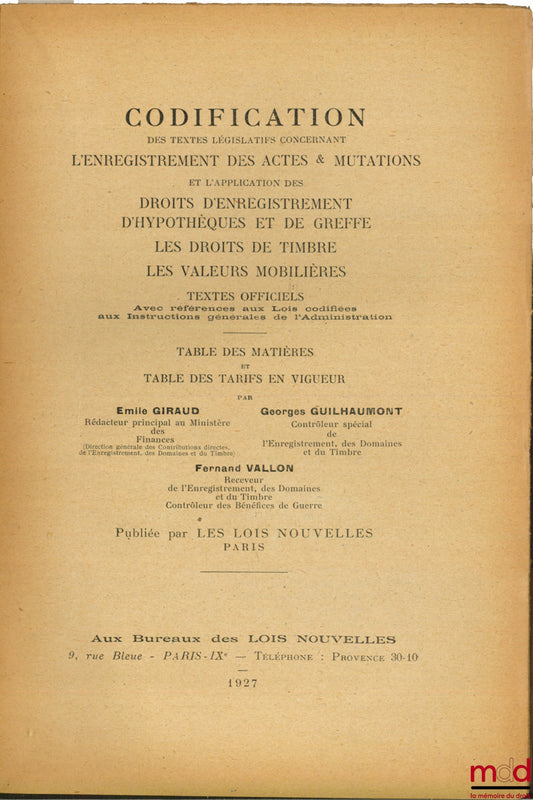 CODIFICATION
DES TEXTES LÉGISLATIFS CONCERNANT
L'ENREGISTREMENT DES ACTES & MUTATIONS
ET L'APPLICATION DES
DROITS D'ENREGISTREMENT
D'HYPOTHÈQUES ET DE GREFFE
LES DROITS DE TIMBRE
LES VALEURS MOBILIÈRES
TEXTES OFFICIELS
Avec références aux Lois codifiées
aux Instructions générales de l'Administration
TABLE DES MATIÈRES
ET
TABLE DES TARIFS EN VIGUEUR
PAR
Emile GIRAUD
Rédacteur principal au Ministère
des
Finances
(Direction générale des Contributions directes,
de l'Enregistrement, des Domaines et du Timbre)
Georges GUILHAUMONT
Contrôleur spécial
de
l'Enregistrement, des Domaines
et du Timbre
Fernand VALLON
Receveur
de l'Enregistrement, des Domaines
et du Timbre
Contrôleur des Bénéfices de Guerre
Publiée par LES LOIS NOUVELLES
PARIS
Aux Bureaux des LOIS NOUVELLES
9, rue Bleue - PARIS-IXe — TÉLÉPHONE : PROVENCE 30-10
1927
mdd
la mémoire du droit